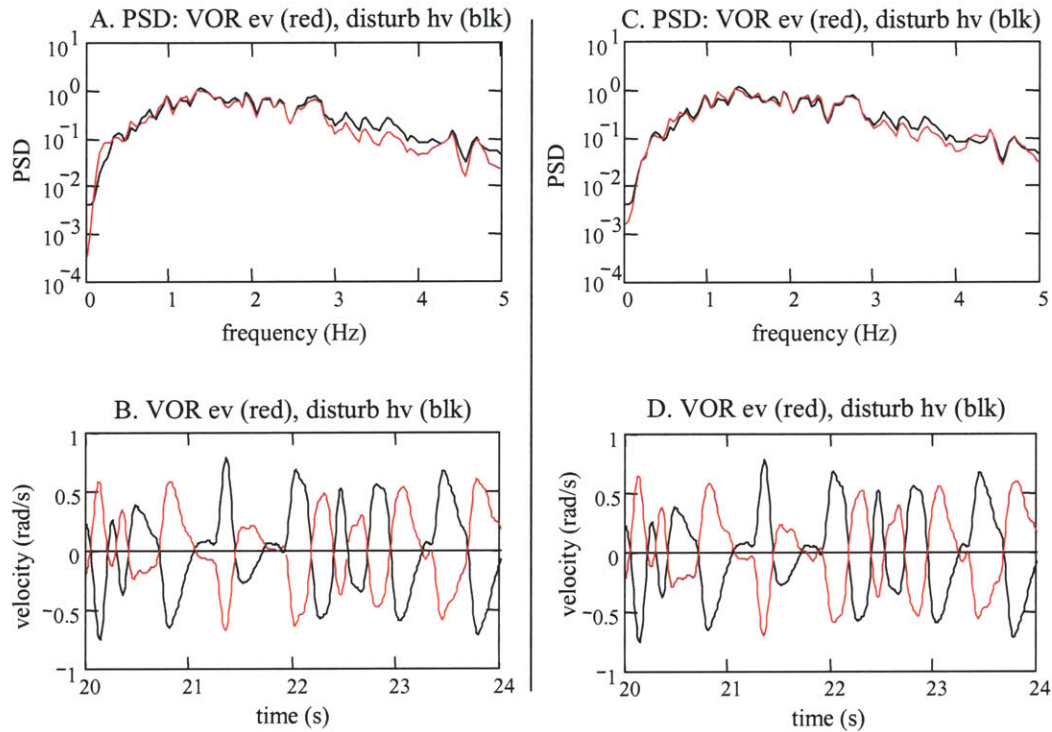 A. PSD: VOR ev (red), disturb hv (blk)
10^1
10^0
10^-1
10^-2
10^-3
10^-4
PSD
0 1 2 3 4 5
frequency (Hz)
B. VOR ev (red), disturb hv (blk)
1
0.5
0
-0.5
-1
velocity (rad/s)
20 21 22 23 24
time (s)
C. PSD: VOR ev (red), disturb hv (blk)
10^1
10^0
10^-1
10^-2
10^-3
10^-4
PSD
0 1 2 3 4 5
frequency (Hz)
D. VOR ev (red), disturb hv (blk)
1
0.5
0
-0.5
-1
velocity (rad/s)
20 21 22 23 24
time (s)